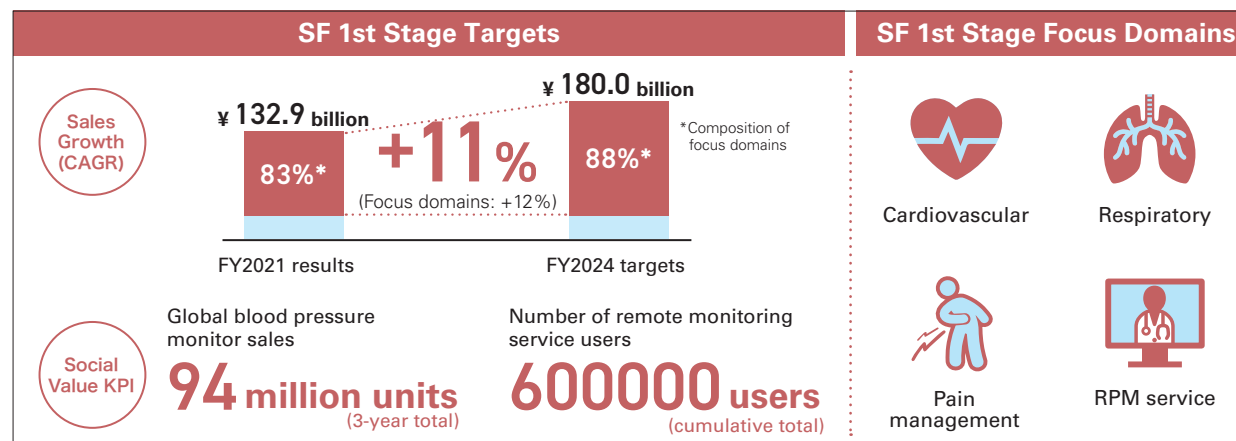 SF 1st Stage Targets
Sales
Growth
(CAGR)
¥ 132.9 billion
83%*
+11%
(Focus domains: +12%)
¥ 180.0 billion
88%*
*Composition of
focus domains
FY2021 results
FY2024 targets
Social
Value KPI
Global blood pressure
monitor sales
94 million units
(3-year total)
Number of remote monitoring
service users
600000 users
(cumulative total)
SF 1st Stage Focus Domains
Cardiovascular
Respiratory
Pain
management
RPM service